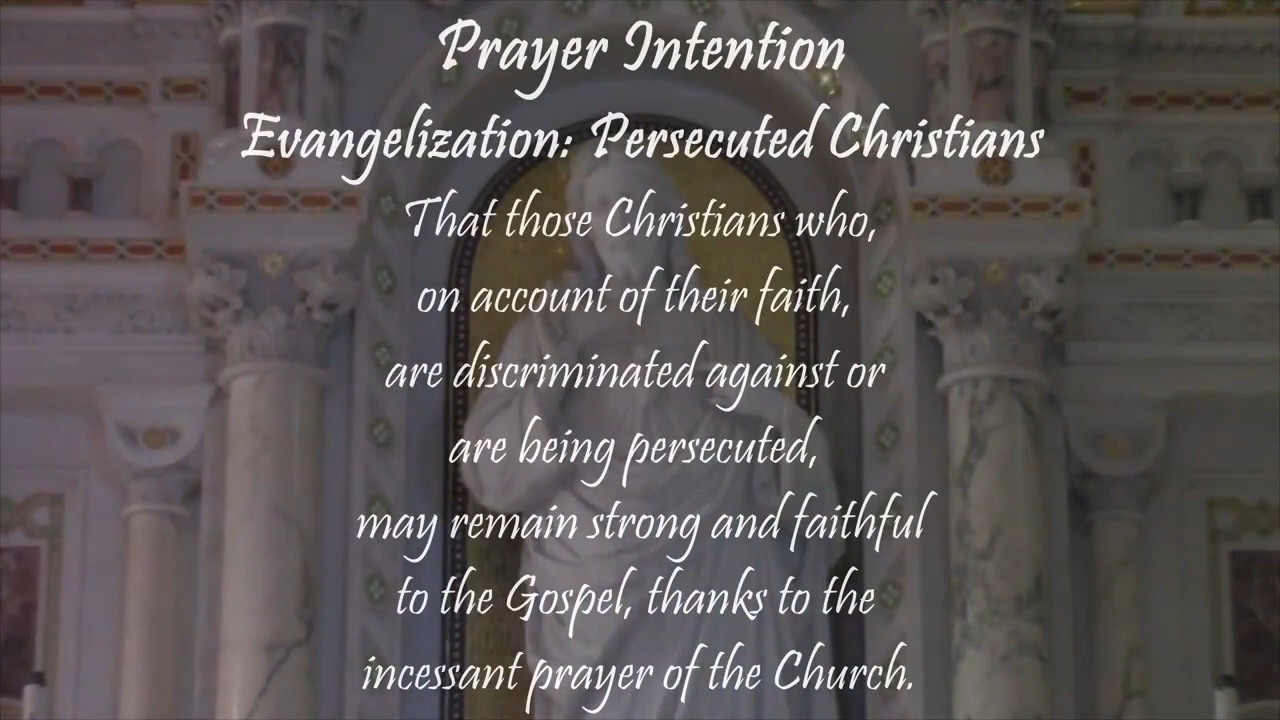 Prayer Intention
Evangelization: Persecuted Christians
That those Christians who,
on account of their faith,
are discriminated against or
are being persecuted,
may remain strong and faithful
to the Gospel, thanks to the
incessant prayer of the Church.